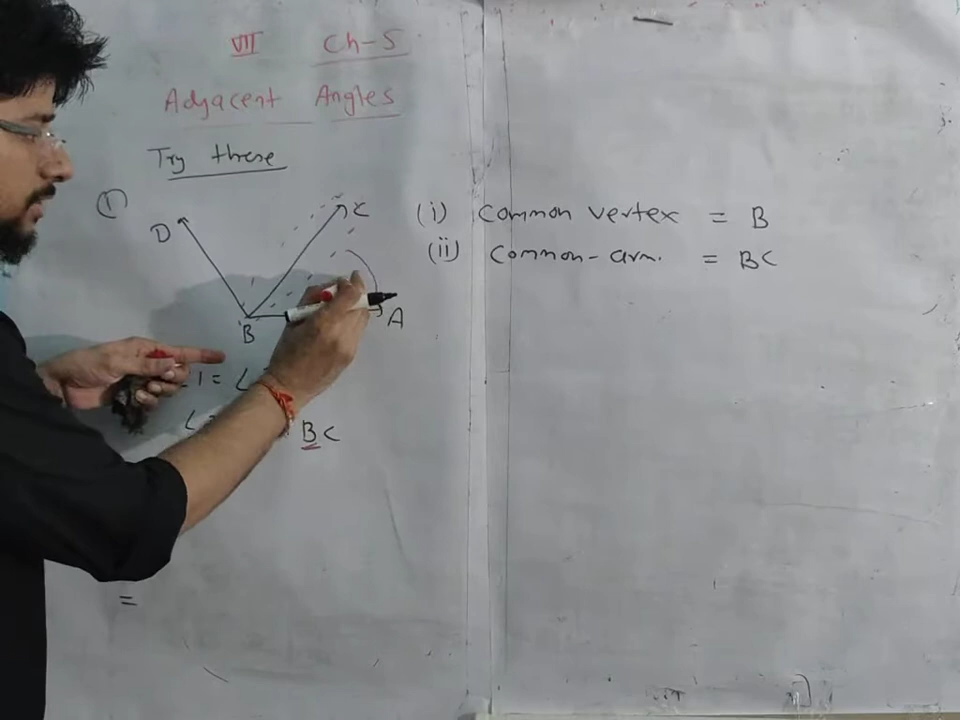 VII Ch-5
Adjacent Angles
Try these
①
D
C
B
A
1 = ∠
∠
BC
=
(i) Common vertex = B
(ii) Common-arm. = BC